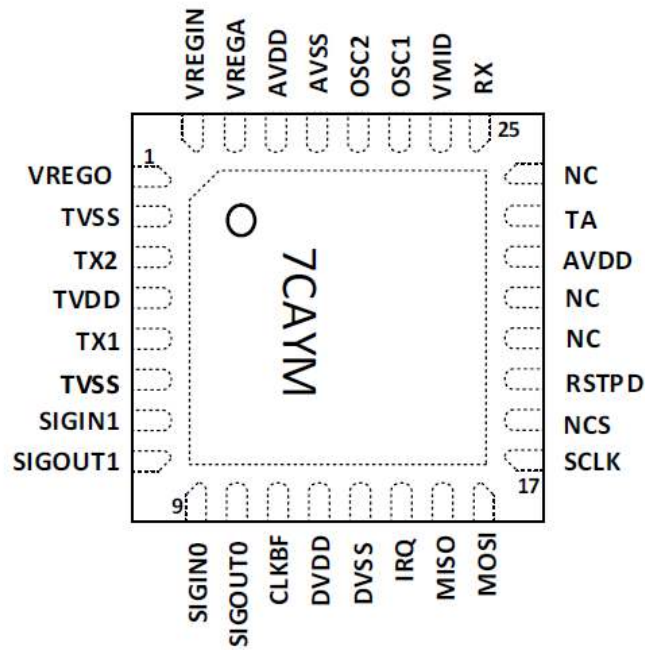 VREGIN
VREGA
AVDD
AVSS
OSC2
OSC1
VMID
RX
25
1
VREGO
TVSS
TX2
TVDD
TX1
TVSS
SIGIN1
SIGOUT1
7CAYM
NC
TA
AVDD
NC
NC
RSTPD
NCS
SCLK
17
9
SIGIN0
SIGOUT0
CLKBF
DVDD
DVSS
IRQ
MISO
MOSI